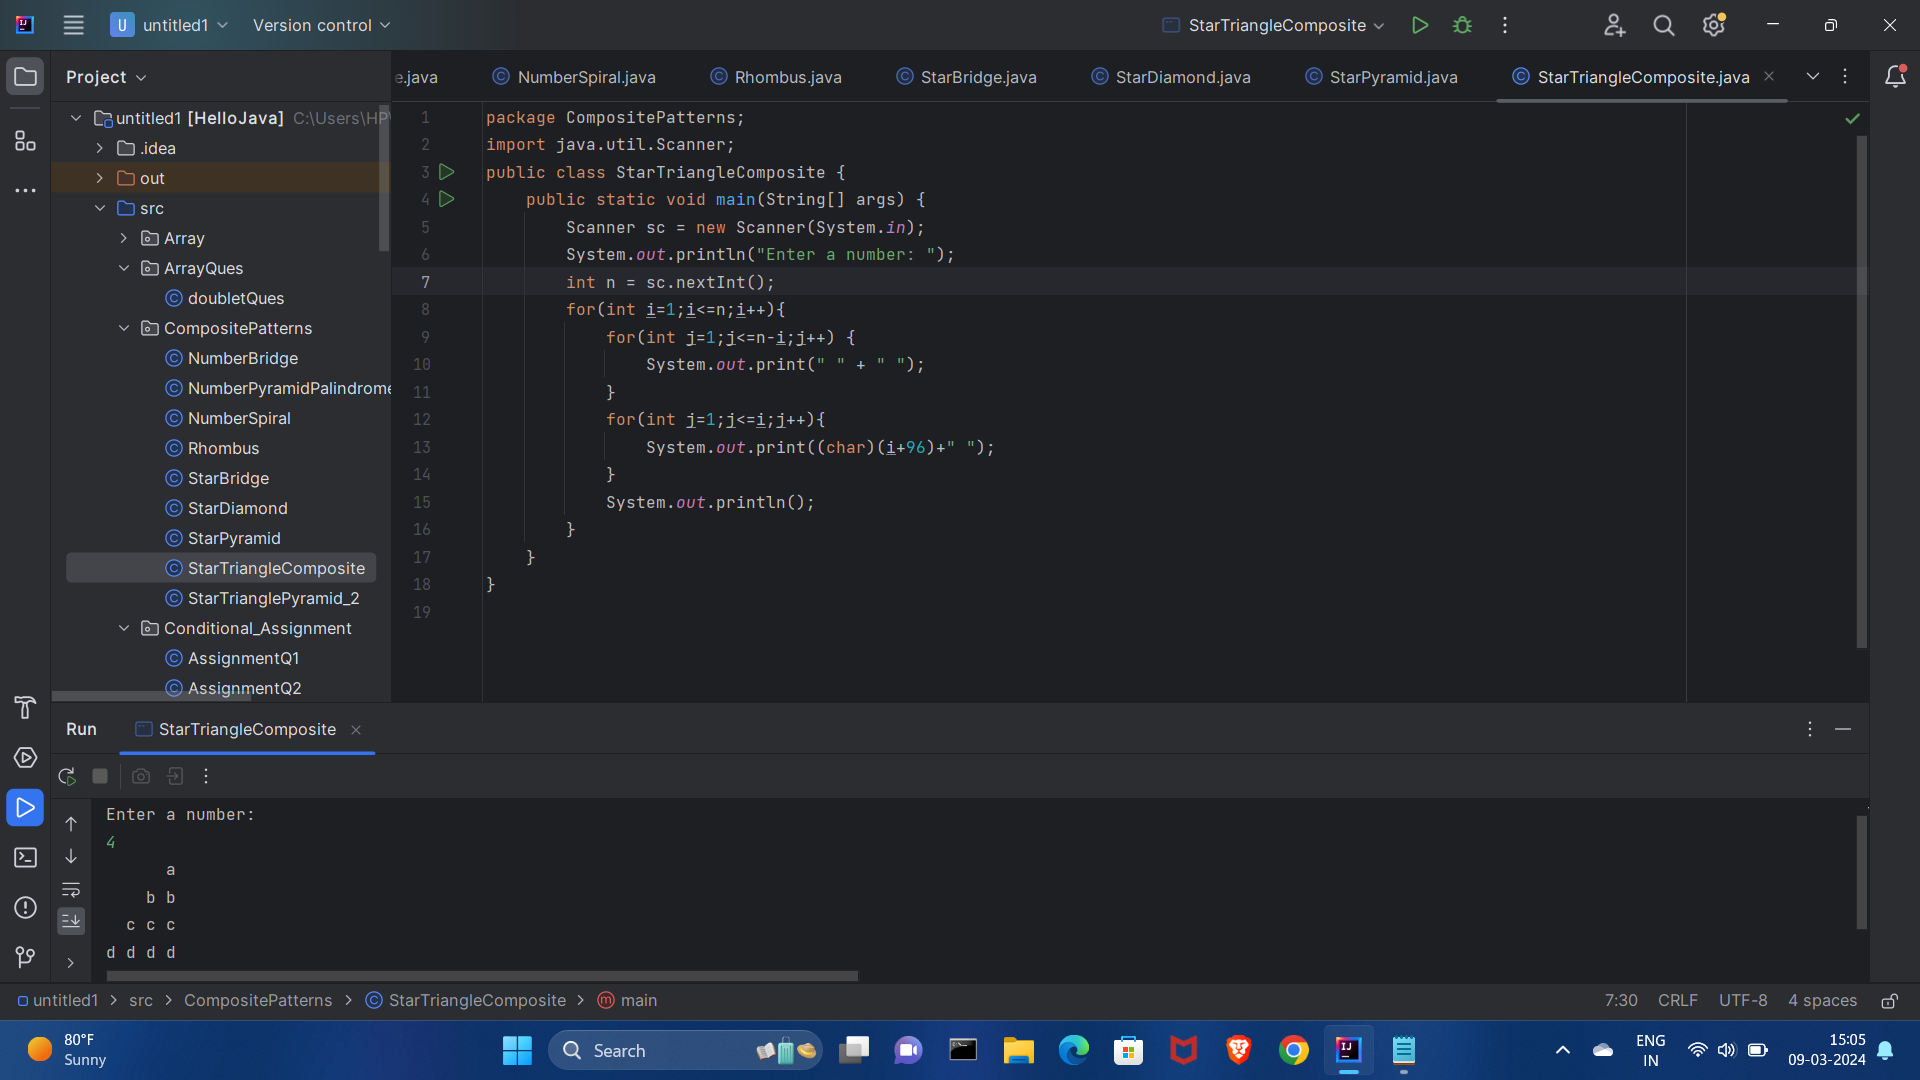 U untitled1 Version control StarTriangleComposite
Project
e.java NumberSpiral.java Rhombus.java StarBridge.java StarDiamond.java StarPyramid.java StarTriangleComposite.java
untitled1 [HelloJava] C:\Users\HP\
.idea
out
src
Array
ArrayQues
doubletQues
CompositePatterns
NumberBridge
NumberPyramidPalindrome
NumberSpiral
Rhombus
StarBridge
StarDiamond
StarPyramid
StarTriangleComposite
StarTrianglePyramid_2
Conditional_Assignment
AssignmentQ1
AssignmentQ2
1 package CompositePatterns;
2 import java.util.Scanner;
3 public class StarTriangleComposite {
4 public static void main(String[] args) {
5 Scanner sc = new Scanner(System.in);
6 System.out.println("Enter a number: ");
7 int n = sc.nextInt();
8 for(int i=1;i<=n;i++){
9 for(int j=1;j<=n-i;j++) {
10 System.out.print(" " + " ");
11 }
12 for(int j=1;j<=i;j++){
13 System.out.print((char)(i+96)+" ");
14 }
15 System.out.println();
16 }
17 }
18 }
19
Run StarTriangleComposite
Enter a number:
4
a
b b
c c c
d d d d
untitled1 > src > CompositePatterns > StarTriangleComposite > main 7:30 CRLF UTF-8 4 spaces
80°F
Sunny
Search
ENG
IN
15:05
09-03-2024